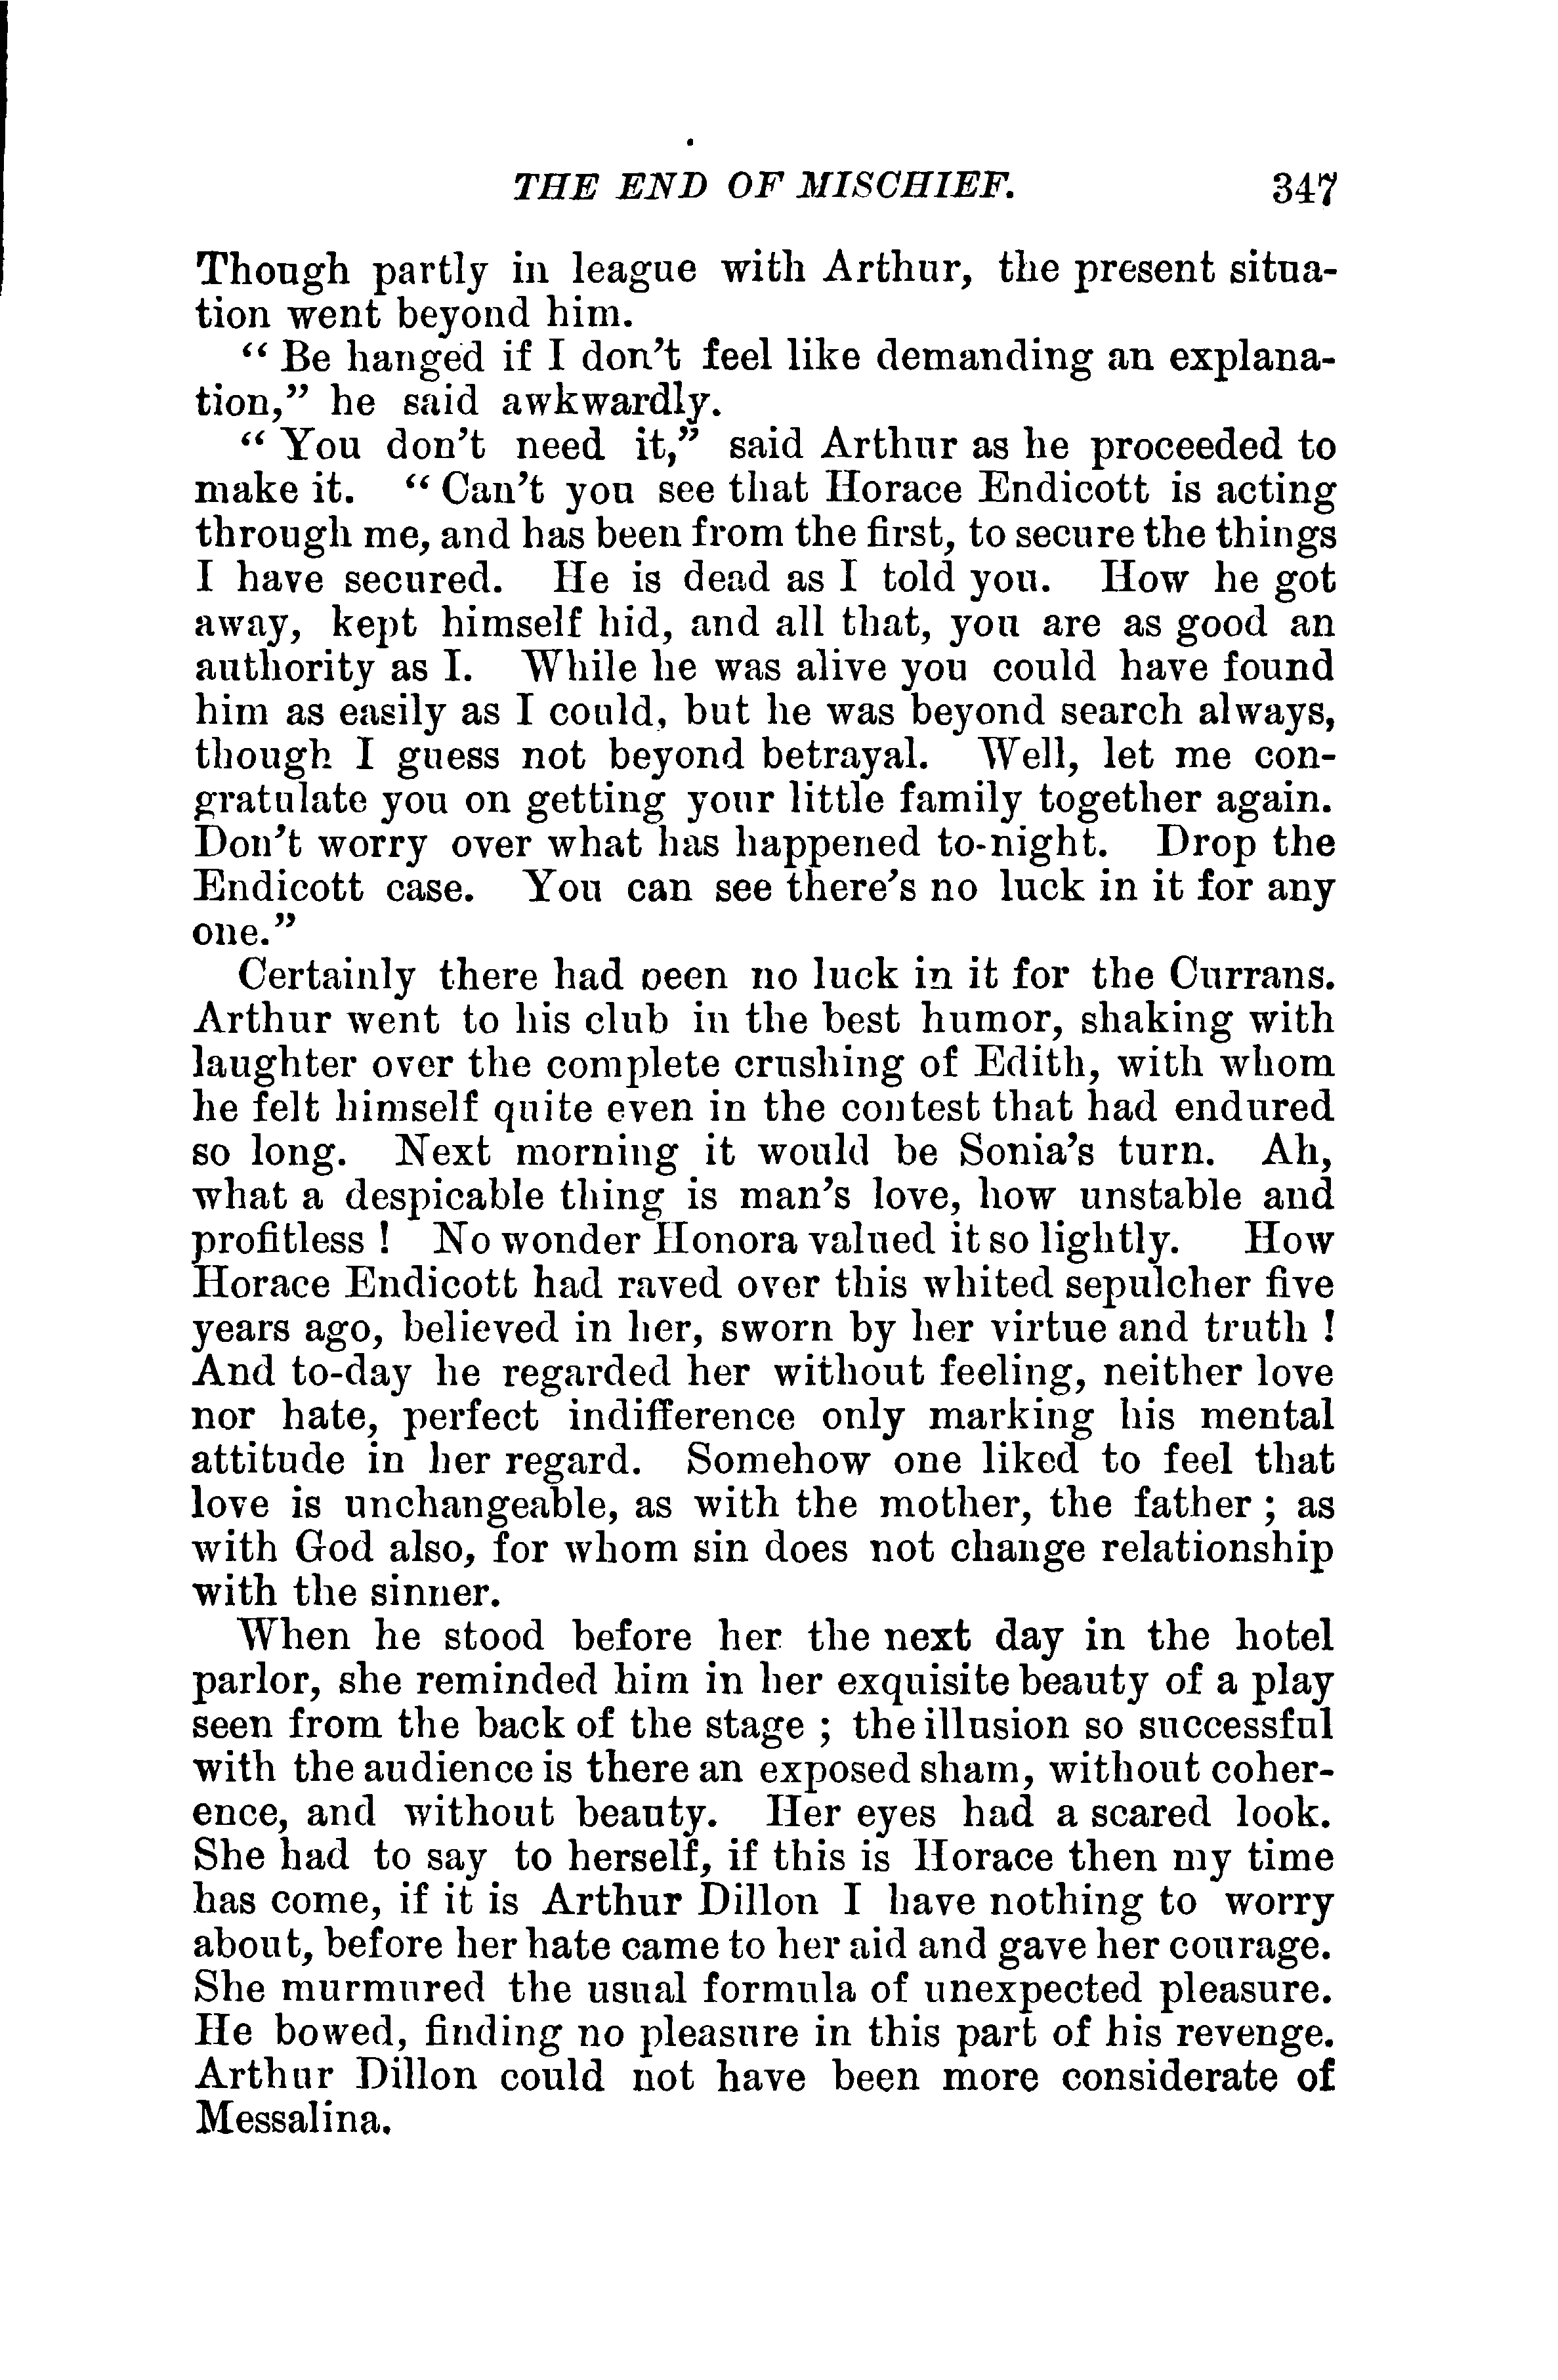 THE END OF MISCHIEF. 347
Though partly in league with Arthur, the present situa-
tion went beyond him.
“Be hanged if I don’t feel like demanding an explana-
tion,” he said awkwardly.
“You don’t need it,” said Arthur as he proceeded to
make it. “Can’t you see that Horace Endicott is acting
through me, and has been from the first, to secure the things
I have secured. He is dead as I told you. How he got
away, kept himself hid, and all that, you are as good an
authority as I. While he was alive you could have found
him as easily as I could, but he was beyond search always,
though I guess not beyond betrayal. Well, let me con-
gratulate you on getting your little family together again.
Don’t worry over what has happened to-night. Drop the
Endicott case. You can see there’s no luck in it for any
one.”
Certainly there had been no luck in it for the Currans.
Arthur went to his club in the best humor, shaking with
laughter over the complete crushing of Edith, with whom
he felt himself quite even in the contest that had endured
so long. Next morning it would be Sonia’s turn. Ah,
what a despicable thing is man’s love, how unstable and
profitless! No wonder Honora valued it so lightly. How
Horace Endicott had raved over this whited sepulcher five
years ago, believed in her, sworn by her virtue and truth!
And to-day he regarded her without feeling, neither love
nor hate, perfect indifference only marking his mental
attitude in her regard. Somehow one liked to feel that
love is unchangeable, as with the mother, the father; as
with God also, for whom sin does not change relationship
with the sinner.
When he stood before her the next day in the hotel
parlor, she reminded him in her exquisite beauty of a play
seen from the back of the stage; the illusion so successful
with the audience is there an exposed sham, without coher-
ence, and without beauty. Her eyes had a scared look.
She had to say to herself, if this is Horace then my time
has come, if it is Arthur Dillon I have nothing to worry
about, before her hate came to her aid and gave her courage.
She murmured the usual formula of unexpected pleasure.
He bowed, finding no pleasure in this part of his revenge.
Arthur Dillon could not have been more considerate of
Messalina.